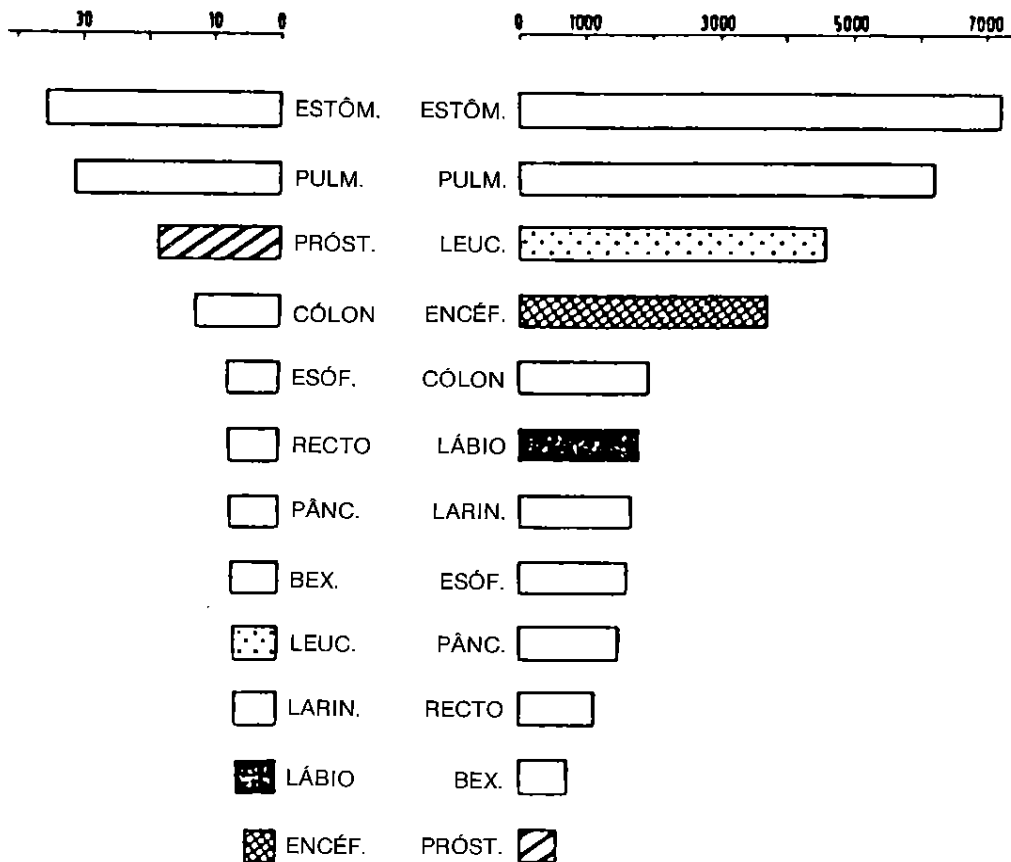 30 10 0 0 1000 3000 5000 7000
ESTÔM. ESTÔM.
PULM. PULM.
PRÓST. LEUC.
CÓLON ENCÉF.
ESÓF. CÓLON
RECTO LÁBIO
PÂNC. LARIN.
BEX. ESÓF.
LEUC. PÂNC.
LARIN. RECTO
LÁBIO BEX.
ENCÉF. PRÓST.